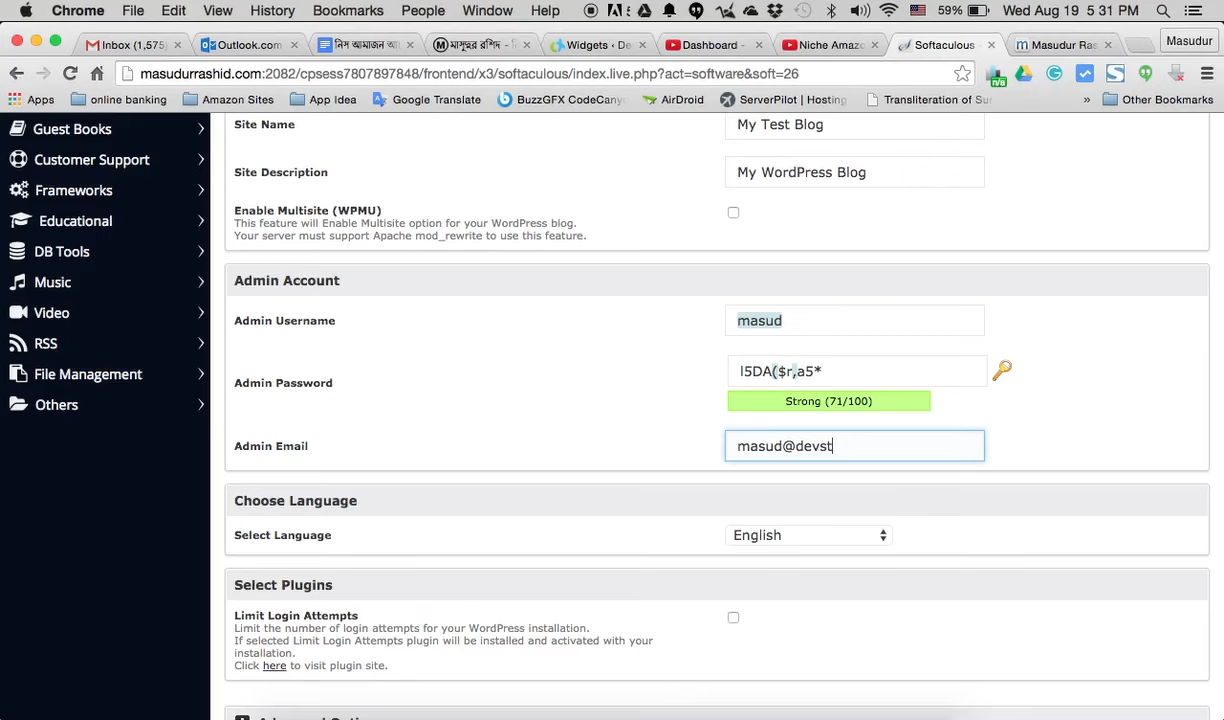 Chrome File Edit View History Bookmarks People Window Help 5 59% Wed Aug 19 5:31 PM
Inbox (1,575) Outlook.com নিস আমাজন মাসুদুর রশিদ Widgets ‹ De Dashboard - Niche Amaz Softaculous - Masudur Ras Masudur
masudurrashid.com:2082/cpsess7807897848/frontend/x3/softaculous/index.live.php?act=software&soft=26
Apps online banking Amazon Sites App Idea Google Translate BuzzGFX CodeCany AirDroid ServerPilot | Hosting Transliteration of Su » Other Bookmarks
Guest Books
Customer Support
Frameworks
Educational
DB Tools
Music
Video
RSS
File Management
Others
Site Name My Test Blog
Site Description My WordPress Blog
Enable Multisite (WPMU)
This feature will Enable Multisite option for your WordPress blog.
Your server must support Apache mod_rewrite to use this feature.
Admin Account
Admin Username masud
Admin Password l5DA($r,a5*
Strong (71/100)
Admin Email masud@devst
Choose Language
Select Language English
Select Plugins
Limit Login Attempts
Limit the number of login attempts for your WordPress installation.
If selected Limit Login Attempts plugin will be installed and activated with your
installation.
Click here to visit plugin site.